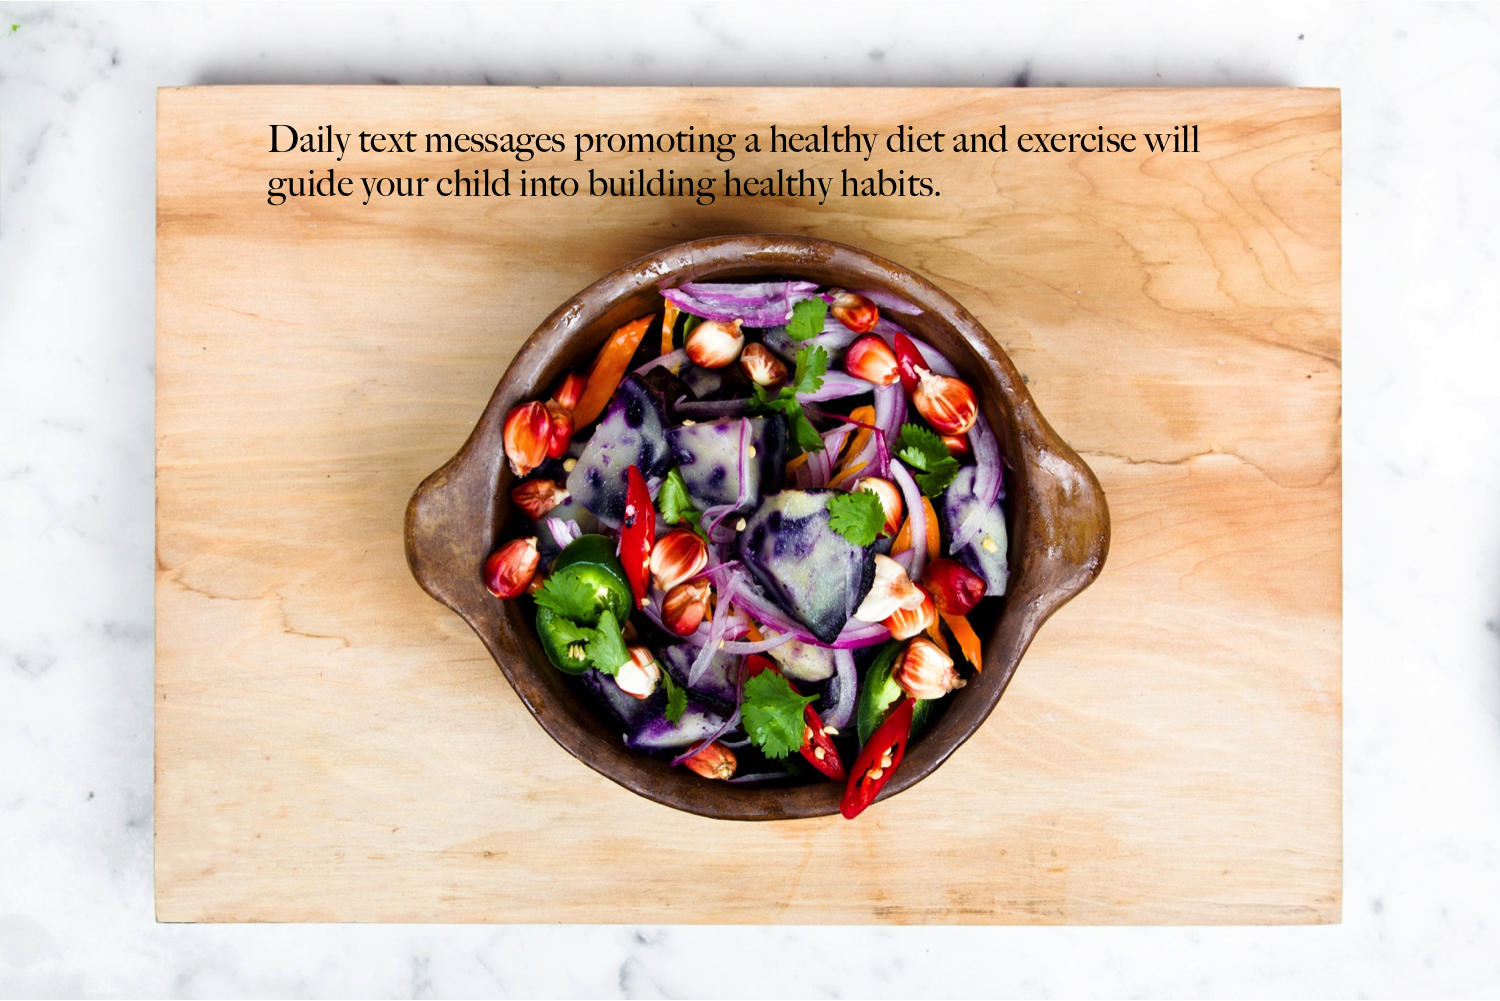 Daily text messages promoting a healthy diet and exercise will
guide your child into building healthy habits.